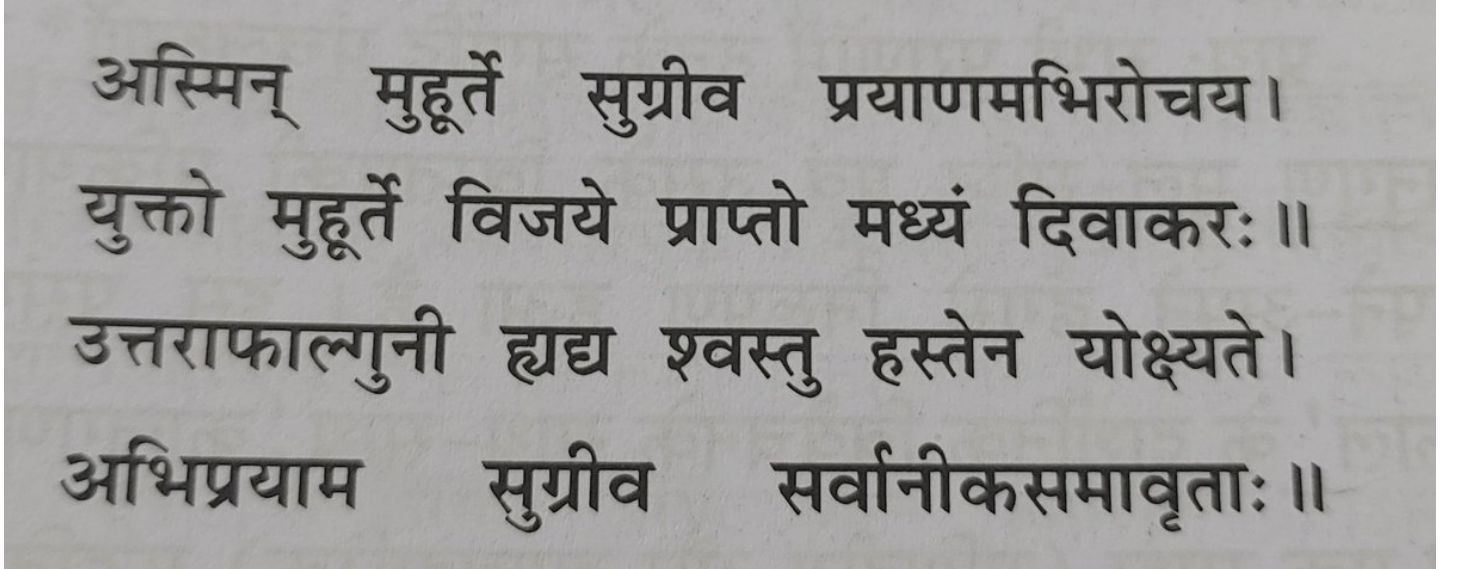 अस्मिन् मुहूर्ते सुग्रीव प्रयाणमभिरोचय।
युक्तो मुहूर्ते विजये प्राप्तो मध्यं दिवाकरः॥
उत्तराफाल्गुनी ह्यद्य श्वस्तु हस्तेन योक्ष्यते।
अभिप्रयाम सुग्रीव सर्वानीकसमावृताः॥